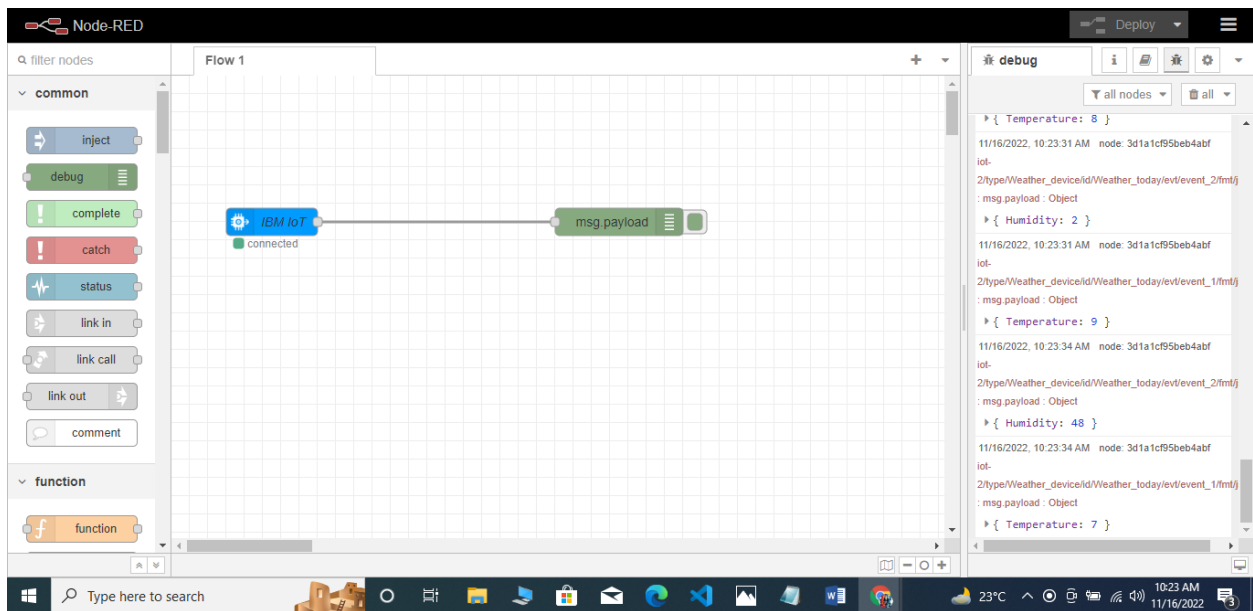 Node-RED
Deploy
filter nodes
Flow 1
debug
i
all nodes
all
common
inject
debug
complete
catch
status
link in
link call
link out
comment
function
function
IBM IoT
connected
msg.payload
{ Temperature: 8 }
11/16/2022, 10:23:31 AM node: 3d1a1cf95beb4abf
iot-
2/type/Weather_device/id/Weather_today/evt/event_2/fmt/j
: msg.payload : Object
{ Humidity: 2 }
11/16/2022, 10:23:31 AM node: 3d1a1cf95beb4abf
iot-
2/type/Weather_device/id/Weather_today/evt/event_1/fmt/j
: msg.payload : Object
{ Temperature: 9 }
11/16/2022, 10:23:34 AM node: 3d1a1cf95beb4abf
iot-
2/type/Weather_device/id/Weather_today/evt/event_2/fmt/j
: msg.payload : Object
{ Humidity: 48 }
11/16/2022, 10:23:34 AM node: 3d1a1cf95beb4abf
iot-
2/type/Weather_device/id/Weather_today/evt/event_1/fmt/j
: msg.payload : Object
{ Temperature: 7 }
Type here to search
23°C
10:23 AM
11/16/2022
3